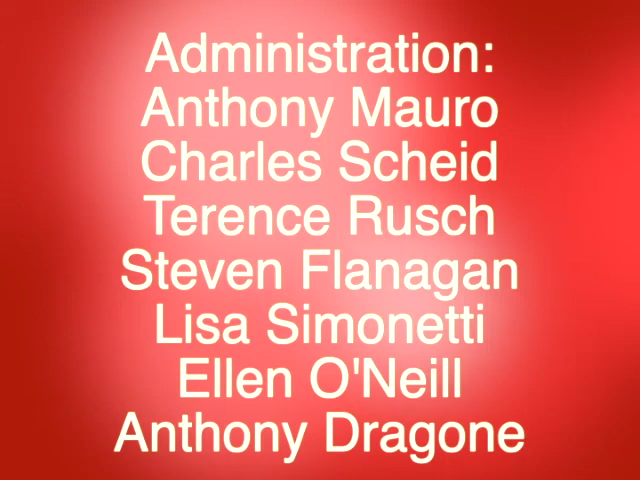 Administration:
Anthony Mauro
Charles Scheid
Terence Rusch
Steven Flanagan
Lisa Simonetti
Ellen O'Neill
Anthony Dragone